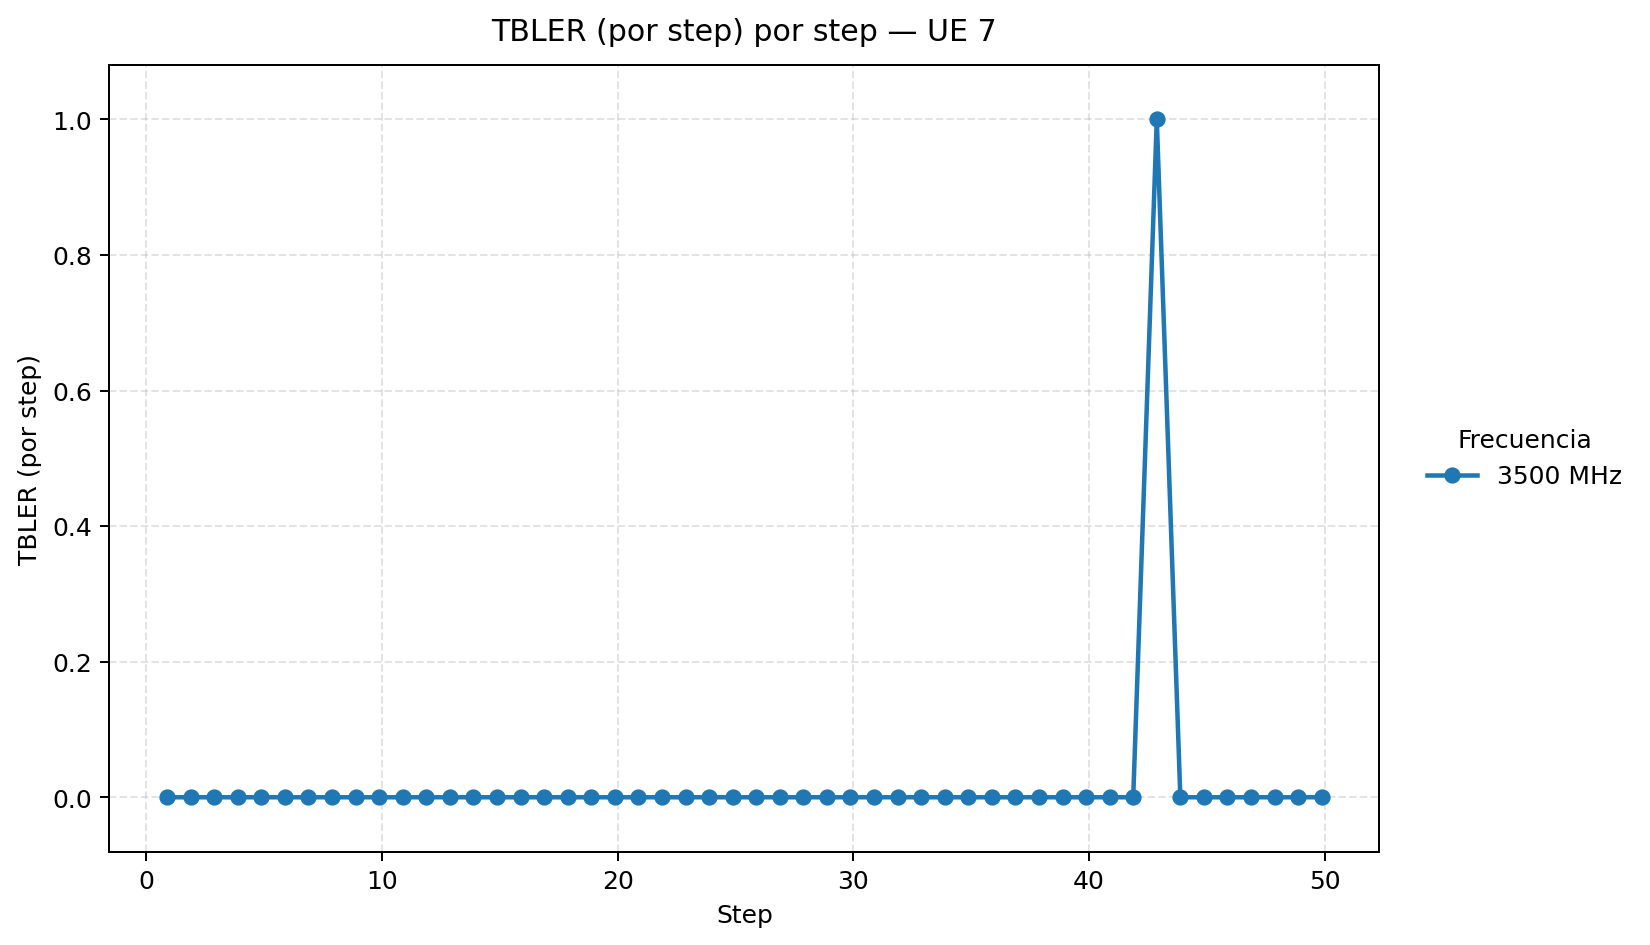 TBLER (por step) por step — UE 7
TBLER (por step)
1.0
0.8
0.6
0.4
0.2
0.0
0
10
20
30
40
50
Step
Frecuencia
3500 MHz